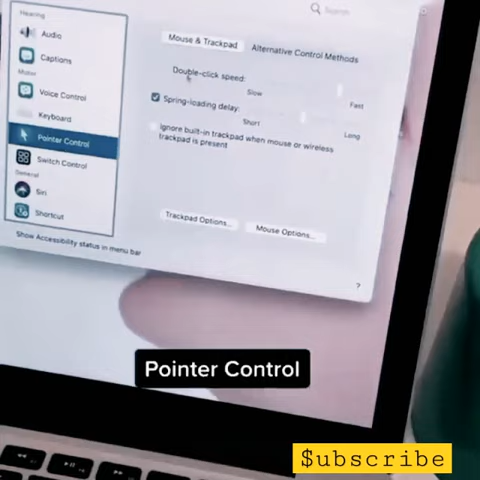 Hearing
Search
Audio
Captions
Motor
Voice Control
Keyboard
Pointer Control
Switch Control
General
Siri
Shortcut
Show Accessibility status in menu bar
Mouse & Trackpad
Alternative Control Methods
Double-click speed:
Slow
Fast
Spring-loading delay:
Short
Long
Ignore built-in trackpad when mouse or wireless
trackpad is present
Trackpad Options...
Mouse Options...
?
Pointer Control
$ubscribe